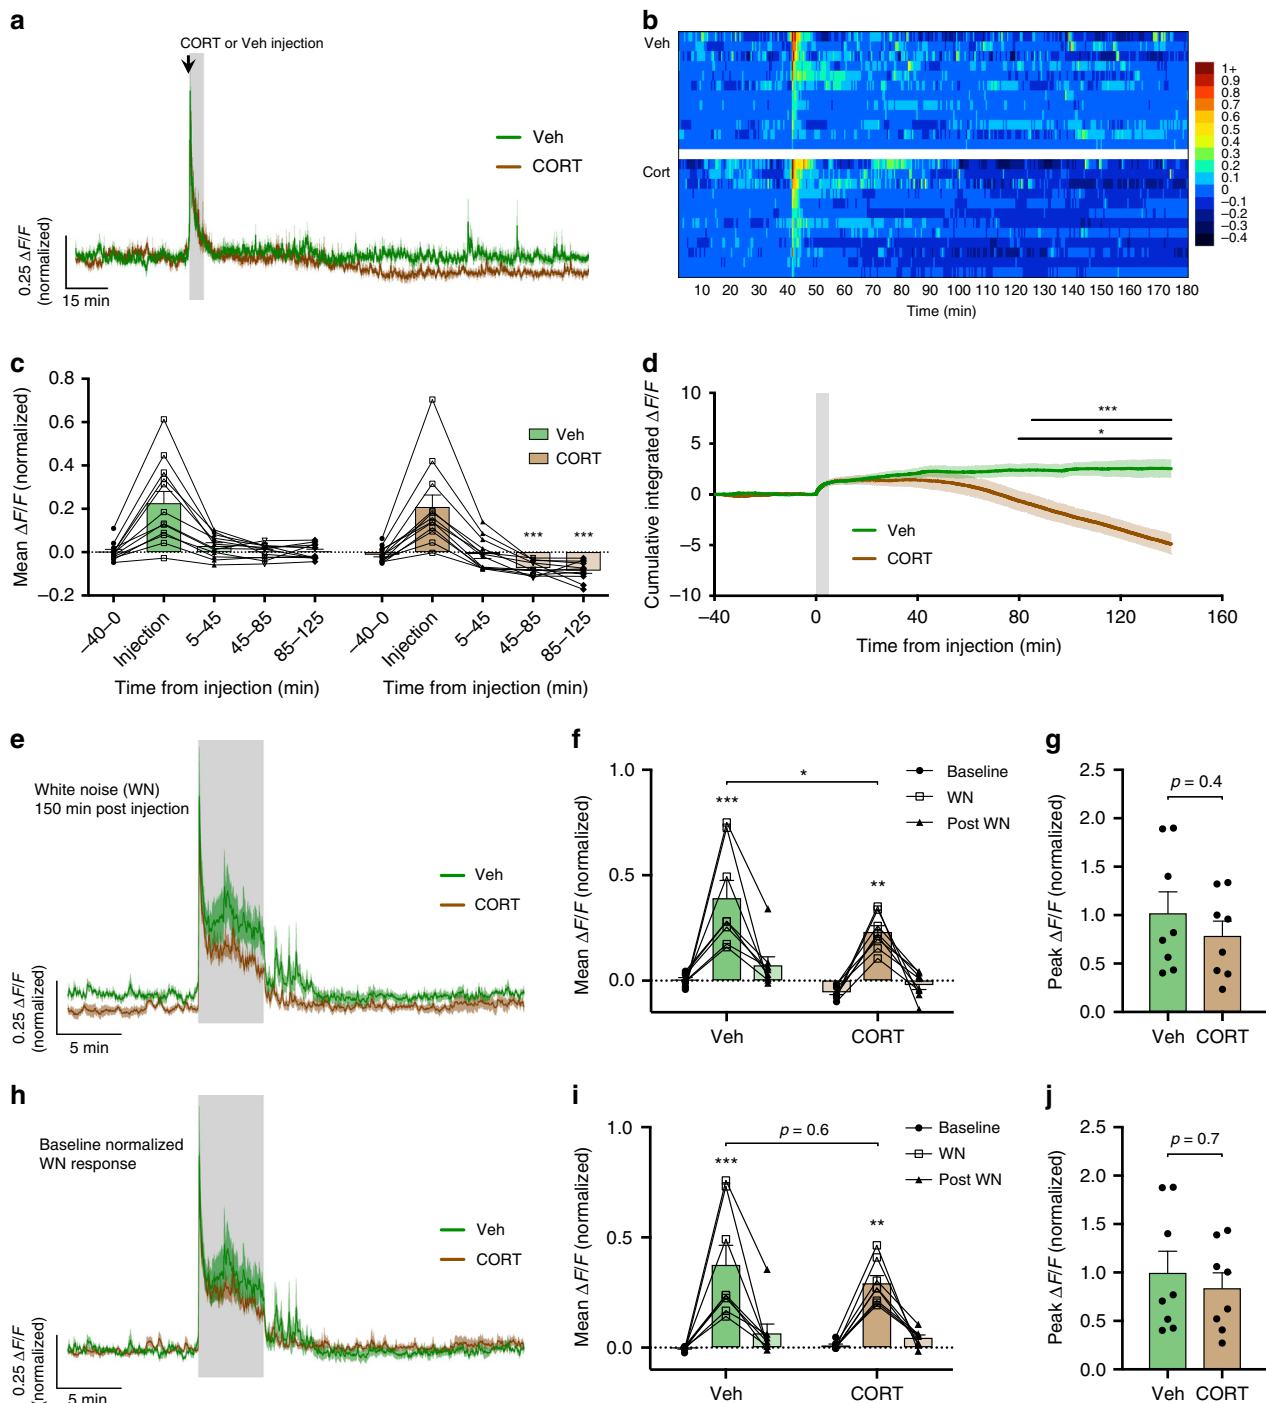 a
CORT or Veh injection
Veh
CORT
0.25 ΔF/F
(normalized)
15 min
b
Veh
Cort
1+
0.9
0.8
0.7
0.6
0.5
0.4
0.3
0.2
0.1
0
−0.1
−0.2
−0.3
−0.4
10 20 30 40 50 60 70 80 90 100 110 120 130 140 150 160 170 180
Time (min)
c
Mean ΔF/F (normalized)
0.8
0.6
0.4
0.2
0.0
−0.2
Veh
CORT
***
***
−40–0 Injection 5–45 45–85 85–125 −40–0 Injection 5–45 45–85 85–125
Time from injection (min) Time from injection (min)
d
Cumulative integrated ΔF/F
10
5
0
−5
−10
***
*
Veh
CORT
−40 0 40 80 120 160
Time from injection (min)
e
White noise (WN)
150 min post injection
Veh
CORT
0.25 ΔF/F
(normalized)
5 min
f
Mean ΔF/F (normalized)
1.0
0.5
0.0
*
***
**
Baseline
WN
Post WN
Veh CORT
g
Peak ΔF/F (normalized)
2.5
2.0
1.5
1.0
0.5
0.0
p = 0.4
Veh CORT
h
Baseline normalized
WN response
Veh
CORT
0.25 ΔF/F
(normalized)
5 min
i
Mean ΔF/F (normalized)
1.0
0.5
0.0
p = 0.6
***
**
Baseline
WN
Post WN
Veh CORT
j
Peak ΔF/F (normalized)
2.5
2.0
1.5
1.0
0.5
0.0
p = 0.7
Veh CORT